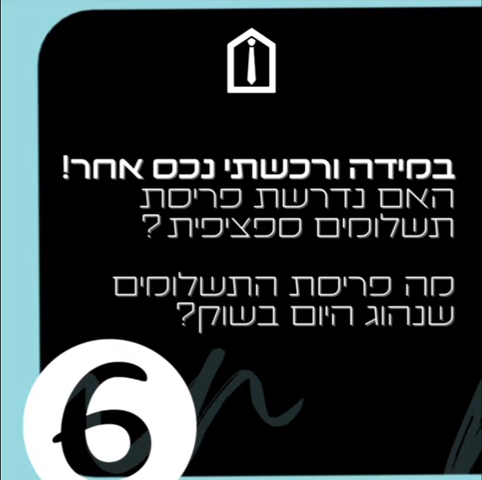 במידה ורכשתי נכס אחר!
האם נדרשת פריסת
תשלומים ספציפית?
מה פריסת התשלומים
שנהוג היום בשוק?
6